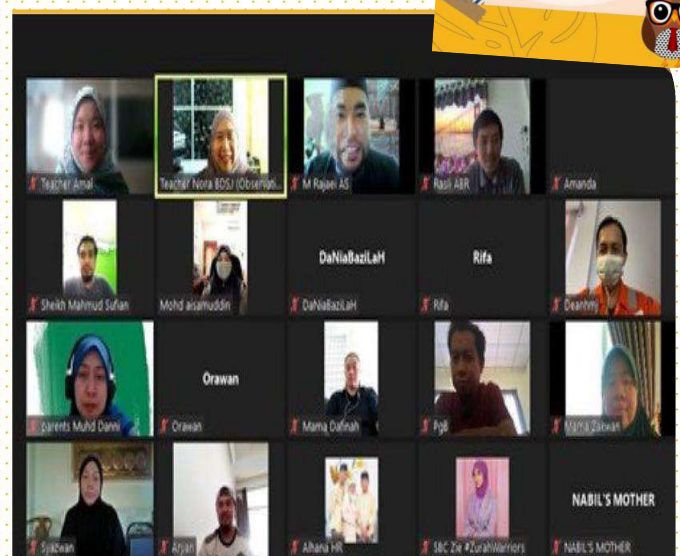 Teacher Amal
Teacher Nora BDSJ (Observati...
M Rajaei AS
Rasli ABR
Amanda
Sheikh Mahmud Sufian
Mohd aisamuddin
DaNiaBaziLaH
DaNiaBaziLaH
Rifa
Rifa
Deanhmj
parents Muhd Danni
Orawan
Orawan
Mama Dafinah
PgB
Mama Zakwan
Syazwan
Arjan
Alhana HR
SBC Zie #ZurahWarriors
NABIL'S MOTHER
NABIL'S MOTHER